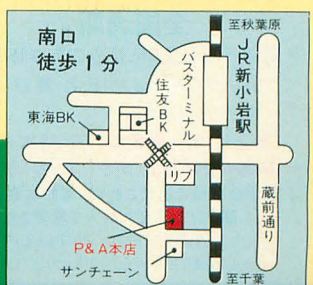 至秋葉原
南口
徒歩1分
JR新小岩駅
バスターミナル
住友BK
東海BK
リブ
蔵前通り
P&A本店
サンチェーン
至千葉